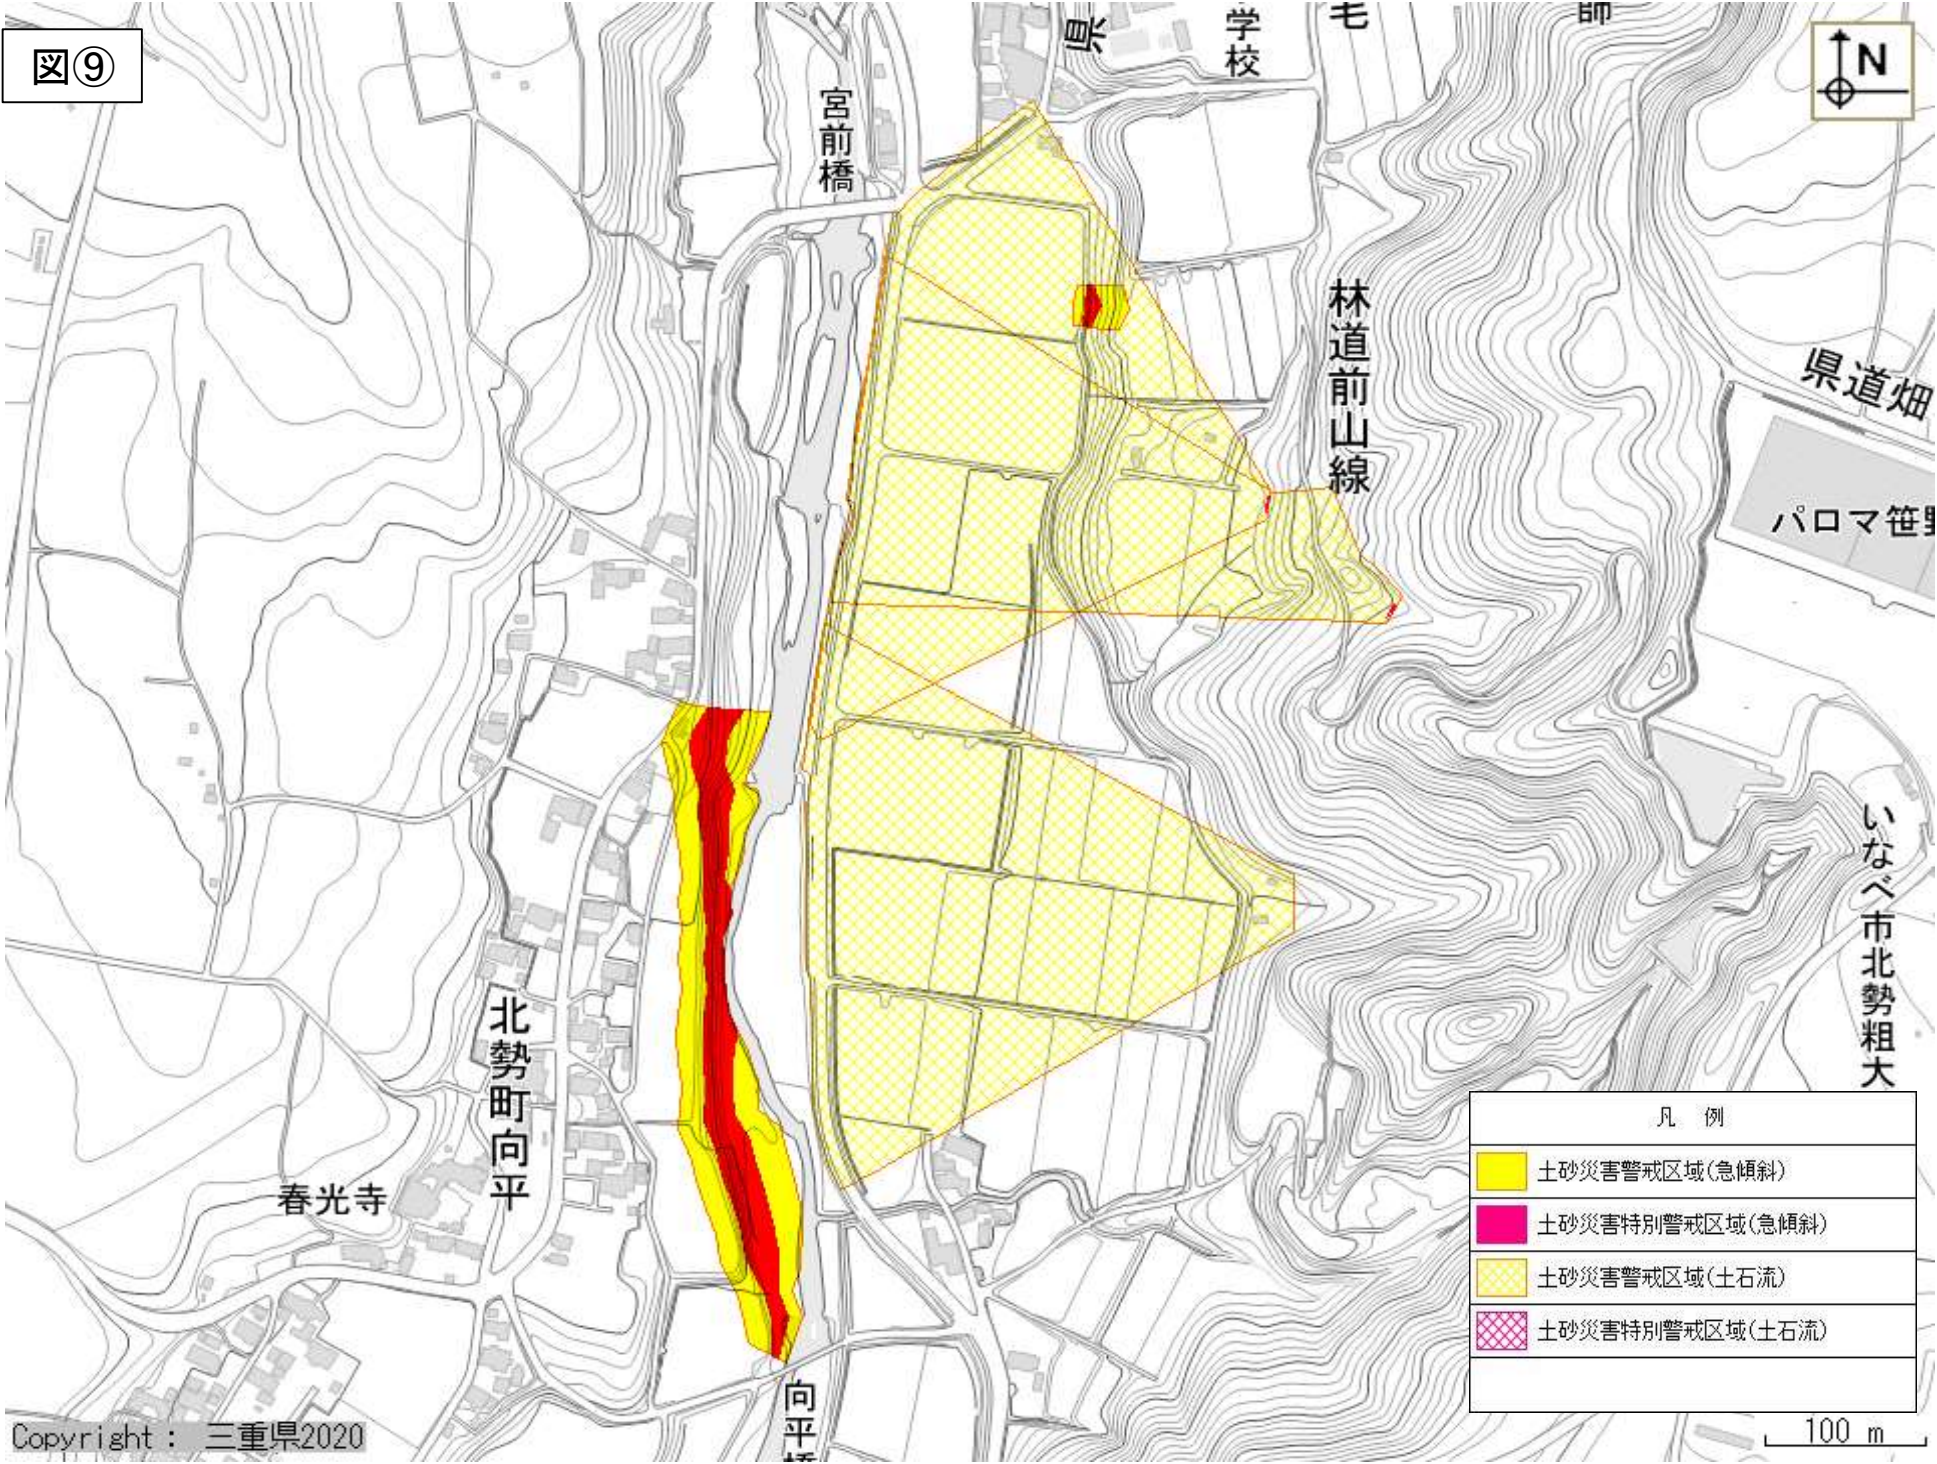 図⑨
県
学校
毛
師
N
宮前橋
林道前山線
県道畑
パロマ笹野
いなべ市北勢粗大
北勢町向平
春光寺
向平橋
凡 例
土砂災害警戒区域(急傾斜)
土砂災害特別警戒区域(急傾斜)
土砂災害警戒区域(土石流)
土砂災害特別警戒区域(土石流)
100 m
Copyright : 三重県2020